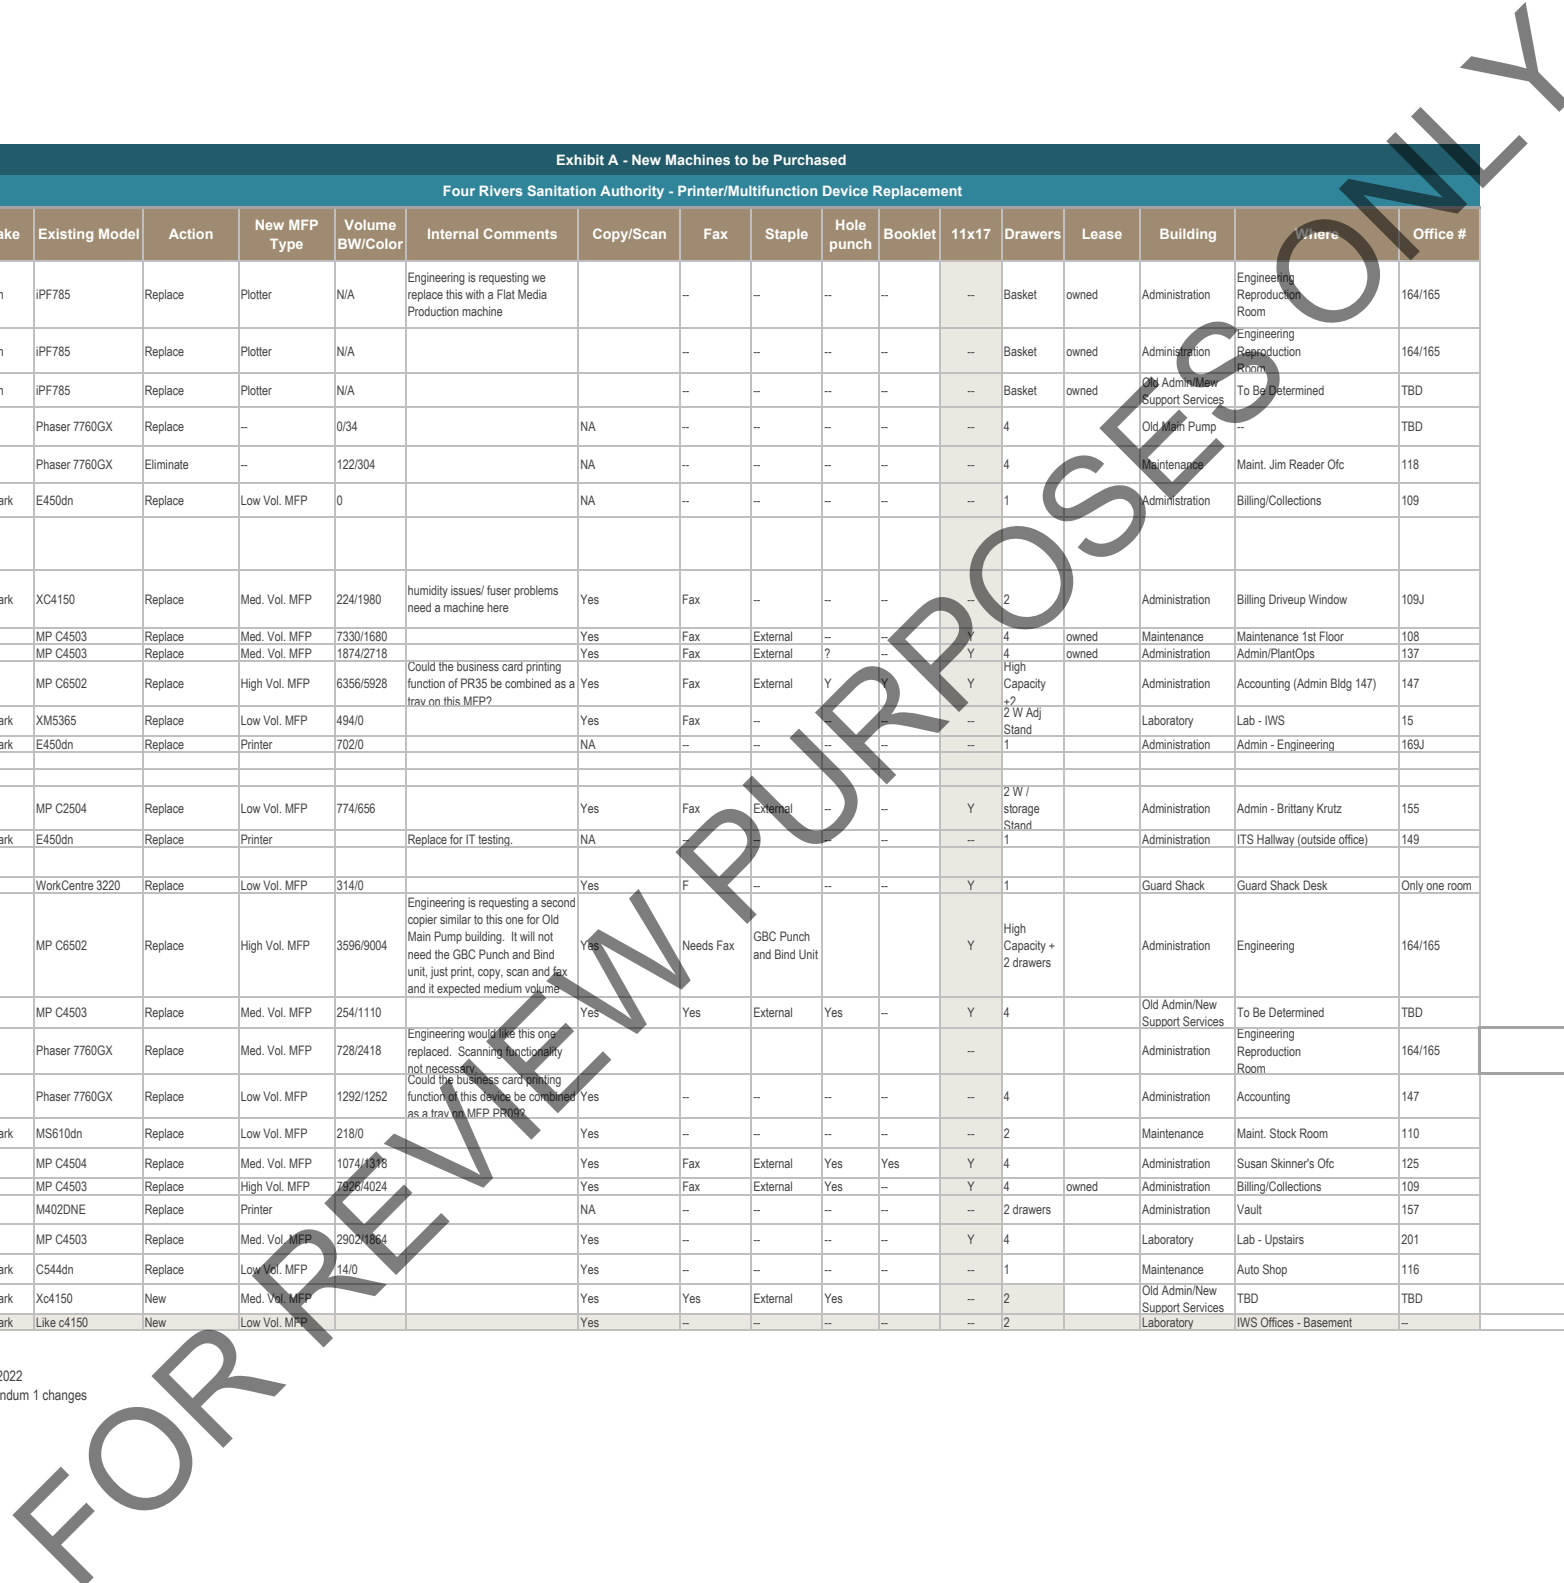 Exhibit A - New Machines to be Purchased
Four Rivers Sanitation Authority - Printer/Multifunction Device Replacement
ake Existing Model Action New MFP Type Volume BW/Color Internal Comments Copy/Scan Fax Staple Hole punch Booklet 11x17 Drawers Lease Building Where Office #
n iPF785 Replace Plotter N/A Engineering is requesting we replace this with a Flat Media Production machine -- -- -- -- -- Basket owned Administration Engineering Reproduction Room 164/165
n iPF785 Replace Plotter N/A -- -- -- -- -- Basket owned Administration Engineering Reproduction Room 164/165
n iPF785 Replace Plotter N/A -- -- -- -- -- Basket owned Old Admin/Mew Support Services To Be Determined TBD
Phaser 7760GX Replace -- 0/34 NA -- -- -- -- -- 4 Old Main Pump -- TBD
Phaser 7760GX Eliminate -- 122/304 NA -- -- -- -- -- 4 Maintenance Maint. Jim Reader Ofc 118
ark E450dn Replace Low Vol. MFP 0 NA -- -- -- -- -- 1 Administration Billing/Collections 109
ark XC4150 Replace Med. Vol. MFP 224/1980 humidity issues/ fuser problems need a machine here Yes Fax -- -- -- -- 2 Administration Billing Driveup Window 109J
MP C4503 Replace Med. Vol. MFP 7330/1680 Yes Fax External -- -- Y 4 owned Maintenance Maintenance 1st Floor 108
MP C4503 Replace Med. Vol. MFP 1874/2718 Yes Fax External ? -- Y 4 owned Administration Admin/PlantOps 137
MP C6502 Replace High Vol. MFP 6356/5928 Could the business card printing function of PR35 be combined as a tray on this MFP? Yes Fax External Y Y Y High Capacity +2 Administration Accounting (Admin Bldg 147) 147
ark XM5365 Replace Low Vol. MFP 494/0 Yes Fax -- -- -- -- 2 W Adj Stand Laboratory Lab - IWS 15
ark E450dn Replace Printer 702/0 NA -- -- -- -- -- 1 Administration Admin - Engineering 169J
MP C2504 Replace Low Vol. MFP 774/656 Yes Fax External -- -- Y 2 W / storage Stand Administration Admin - Brittany Krutz 155
ark E450dn Replace Printer Replace for IT testing. NA -- -- -- -- -- 1 Administration ITS Hallway (outside office) 149
WorkCentre 3220 Replace Low Vol. MFP 314/0 Yes F -- -- -- Y 1 Guard Shack Guard Shack Desk Only one room
MP C6502 Replace High Vol. MFP 3596/9004 Engineering is requesting a second copier similar to this one for Old Main Pump building. It will not need the GBC Punch and Bind unit, just print, copy, scan and fax and it expected medium volume Yes Needs Fax GBC Punch and Bind Unit Y High Capacity + 2 drawers Administration Engineering 164/165
MP C4503 Replace Med. Vol. MFP 254/1110 Yes Yes External Yes -- Y 4 Old Admin/New Support Services To Be Determined TBD
Phaser 7760GX Replace Med. Vol. MFP 728/2418 Engineering would like this one replaced. Scanning functionality not necessary. -- -- -- -- -- Administration Engineering Reproduction Room 164/165
Phaser 7760GX Replace Low Vol. MFP 1292/1252 Could the business card printing function of this device be combined as a tray on MFP PR09? Yes -- -- -- -- -- 4 Administration Accounting 147
ark MS610dn Replace Low Vol. MFP 218/0 Yes -- -- -- -- -- 2 Maintenance Maint. Stock Room 110
MP C4504 Replace Med. Vol. MFP 1074/1318 Yes Fax External Yes Yes Y 4 Administration Susan Skinner's Ofc 125
MP C4503 Replace High Vol. MFP 7926/4024 Yes Fax External Yes -- Y 4 owned Administration Billing/Collections 109
M402DNE Replace Printer NA -- -- -- -- -- 2 drawers Administration Vault 157
MP C4503 Replace Med. Vol. MFP 2902/1864 Yes -- -- -- -- Y 4 Laboratory Lab - Upstairs 201
ark C544dn Replace Low Vol. MFP 14/0 Yes -- -- -- -- -- 1 Maintenance Auto Shop 116
ark Xc4150 New Med. Vol. MFP Yes Yes External Yes -- 2 Old Admin/New Support Services TBD TBD
ark Like c4150 New Low Vol. MFP Yes -- -- -- -- -- 2 Laboratory IWS Offices - Basement --
2022
ndum 1 changes
FOR REVIEW PURPOSES ONLY